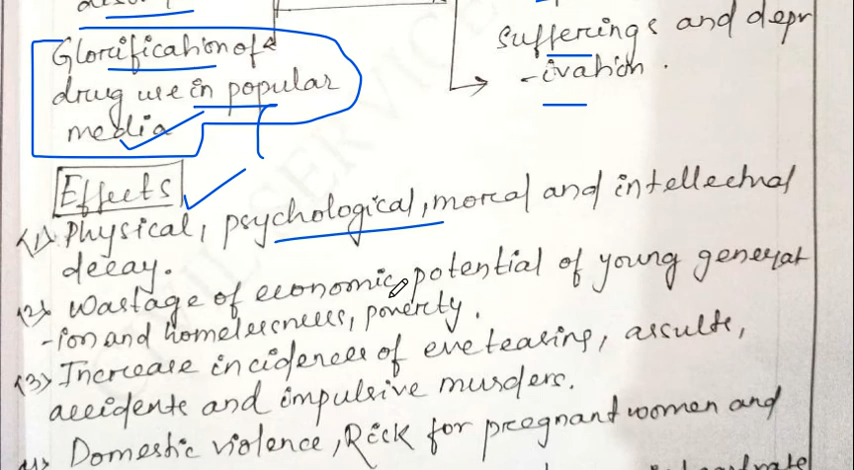 Glorification of
drug use in popular
media
sufferings and depr
-ivation.
Effects
(1) Physical, psychological, moral and intellectual
decay.
(2) Wastage of economic potential of young generat
-ion and homelessness, poverty.
(3) Increase incidences of eve teasing, assults,
accidents and impulsive murders.
(4) Domestic violence, Risk for pregnant women and